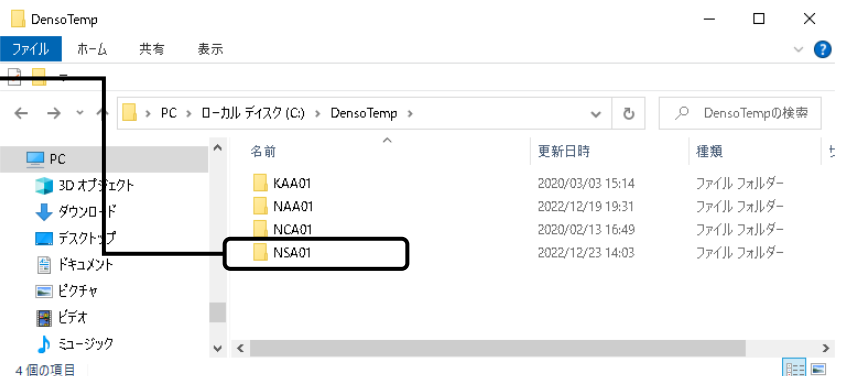 DensoTemp
ファイル ホーム 共有 表示
PC › ローカル ディスク (C:) › DensoTemp ›
DensoTempの検索
名前 更新日時 種類
PC
3D オブジェクト
ダウンロード
デスクトップ
ドキュメント
ピクチャ
ビデオ
ミュージック
KAA01 2020/03/03 15:14 ファイル フォルダー
NAA01 2022/12/19 19:31 ファイル フォルダー
NCA01 2020/02/13 16:49 ファイル フォルダー
NSA01 2022/12/23 14:03 ファイル フォルダー
4 個の項目